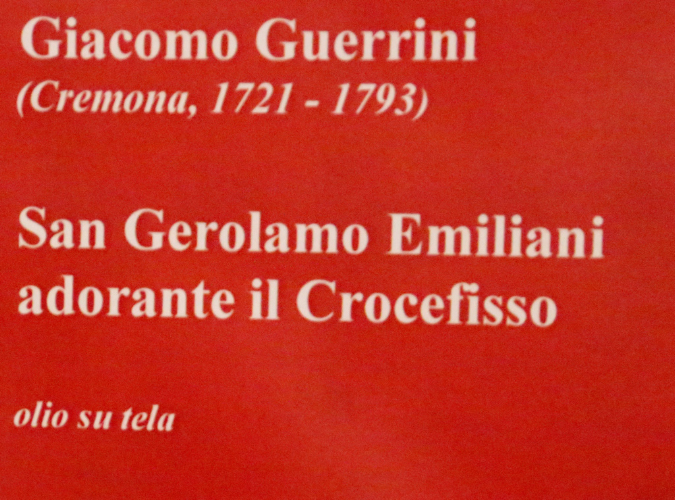 Giacomo Guerrini
(Cremona, 1721 - 1793)
San Gerolamo Emiliani
adorante il Crocefisso
olio su tela